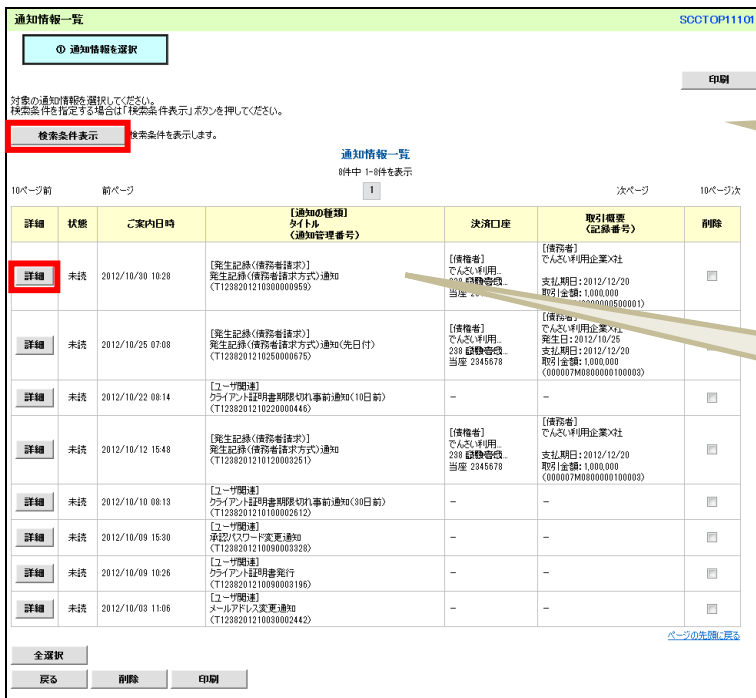 通知情報一覧 SCCTOP11101
① 通知情報を選択
印刷
対象の通知情報を選択してください。
検索条件を指定する場合は「検索条件表示」ボタンを押してください。
検索条件表示 検索条件を表示します。
通知情報一覧
8件中 1-8件を表示
10ページ前 前ページ 1 次ページ 10ページ次
詳細 状態 ご案内日時 [通知の種類] タイトル (通知管理番号) 決済口座 取引概要 (記録番号) 削除
詳細 未読 2012/10/30 10:28
[発生記録(債務者請求)]
発生記録(債務者請求方式)通知
(T1238201210300000959)
[債権者]
でんさい利用…
当座
[債務者]
でんさい利用企業X社
支払期日:2012/12/20
取引金額:1,000,000
詳細 未読 2012/10/25 07:08
[発生記録(債務者請求)]
発生記録(債務者請求方式)通知(先日付)
(T1238201210250000675)
[債権者]
でんさい利用…
238
当座 2345678
[債務者]
でんさい利用企業X社
発生日:2012/10/25
支払期日:2012/12/20
取引金額:1,000,000
(000007M0800000100003)
詳細 未読 2012/10/22 08:14
[ユーザ関連]
クライアント証明書期限切れ事前通知(10日前)
(T1238201210220000446)
- -
詳細 未読 2012/10/12 15:48
[発生記録(債務者請求)]
発生記録(債務者請求方式)通知
(T1238201210120003251)
[債権者]
でんさい利用…
238
当座 2345678
[債務者]
でんさい利用企業X社
支払期日:2012/12/20
取引金額:1,000,000
(000007M0800000100003)
詳細 未読 2012/10/10 08:13
[ユーザ関連]
クライアント証明書期限切れ事前通知(30日前)
(T1238201210100002612)
- -
詳細 未読 2012/10/09 15:30
[ユーザ関連]
承認パスワード変更通知
(T1238201210090003328)
- -
詳細 未読 2012/10/09 10:26
[ユーザ関連]
クライアント証明書発行
(T1238201210090003196)
- -
詳細 未読 2012/10/03 11:06
[ユーザ関連]
メールアドレス変更通知
(T1238201210030002442)
- -
ページの先頭に戻る
全選択
戻る 削除 印刷